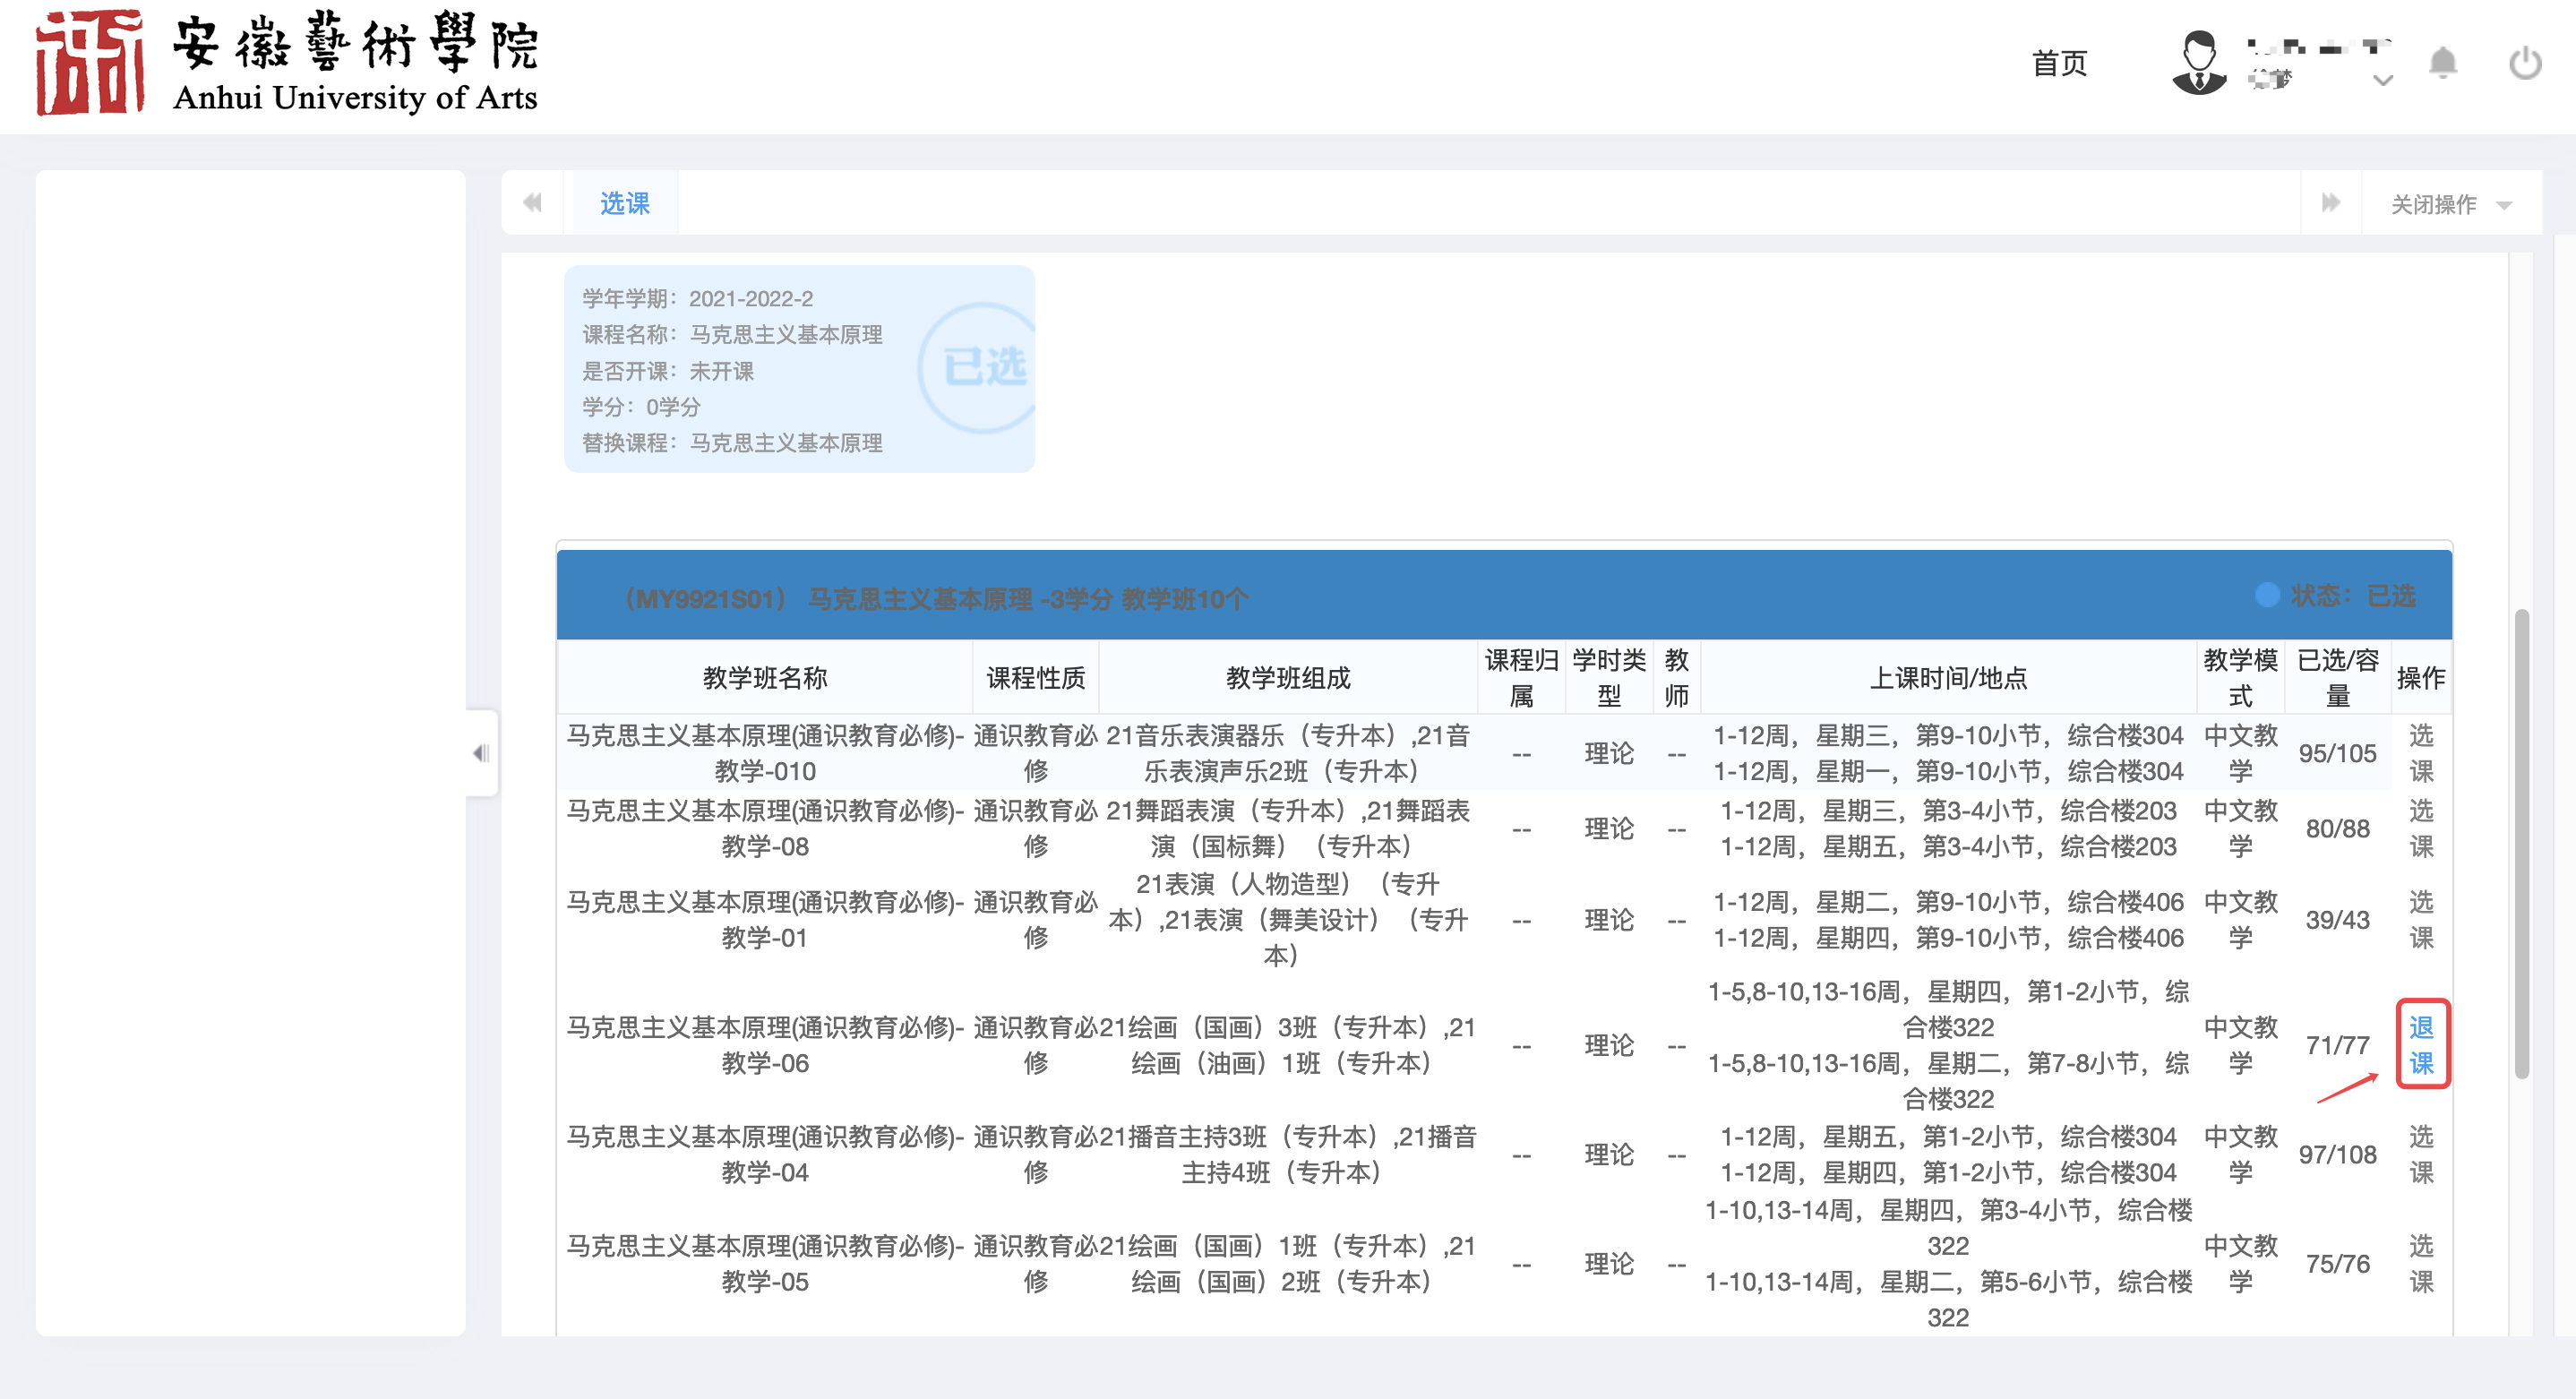 安徽藝術學院
Anhui University of Arts
首页
选课
关闭操作
学年学期：2021-2022-2
课程名称：马克思主义基本原理
是否开课：未开课
学分：0学分
替换课程：马克思主义基本原理
已选
（MY9921S01） 马克思主义基本原理 -3学分 教学班10个
状态：已选
教学班名称 课程性质 教学班组成 课程归属 学时类型 教师 上课时间/地点 教学模式 已选/容量 操作
马克思主义基本原理(通识教育必修)-教学-010 通识教育必修 21音乐表演器乐（专升本）,21音乐表演声乐2班（专升本） -- 理论 -- 1-12周，星期三，第9-10小节，综合楼304
1-12周，星期一，第9-10小节，综合楼304 中文教学 95/105 选课
马克思主义基本原理(通识教育必修)-教学-08 通识教育必修 21舞蹈表演（专升本）,21舞蹈表演（国标舞）（专升本） -- 理论 -- 1-12周，星期三，第3-4小节，综合楼203
1-12周，星期五，第3-4小节，综合楼203 中文教学 80/88 选课
马克思主义基本原理(通识教育必修)-教学-01 通识教育必修 21表演（人物造型）（专升本）,21表演（舞美设计）（专升本） -- 理论 -- 1-12周，星期二，第9-10小节，综合楼406
1-12周，星期四，第9-10小节，综合楼406 中文教学 39/43 选课
马克思主义基本原理(通识教育必修)-教学-06 通识教育必修 21绘画（国画）3班（专升本）,21绘画（油画）1班（专升本） -- 理论 -- 1-5,8-10,13-16周，星期四，第1-2小节，综合楼322
1-5,8-10,13-16周，星期二，第7-8小节，综合楼322 中文教学 71/77 退课
马克思主义基本原理(通识教育必修)-教学-04 通识教育必修 21播音主持3班（专升本）,21播音主持4班（专升本） -- 理论 -- 1-12周，星期五，第1-2小节，综合楼304
1-12周，星期四，第1-2小节，综合楼304 中文教学 97/108 选课
马克思主义基本原理(通识教育必修)-教学-05 通识教育必修 21绘画（国画）1班（专升本）,21绘画（国画）2班（专升本） -- 理论 -- 1-10,13-14周，星期四，第3-4小节，综合楼322
1-10,13-14周，星期二，第5-6小节，综合楼322 中文教学 75/76 选课